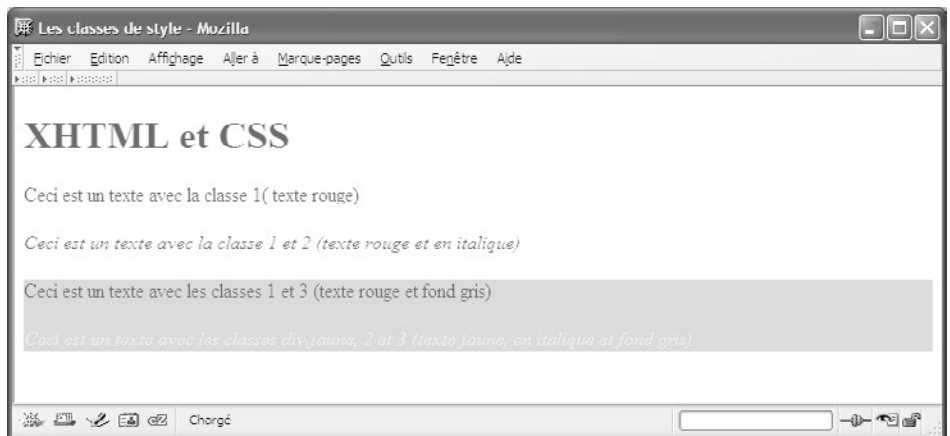 Les classes de style - Mozilla
Fichier Edition Affichage Aller à Marque-pages Outils Fenêtre Aide
XHTML et CSS
Ceci est un texte avec la classe 1( texte rouge)
Ceci est un texte avec la classe 1 et 2 (texte rouge et en italique)
Ceci est un texte avec les classes 1 et 3 (texte rouge et fond gris)
Ceci est un texte avec les classes div.jaune, 2 et 3 (texte jaune, en italique et fond gris)
Chargé